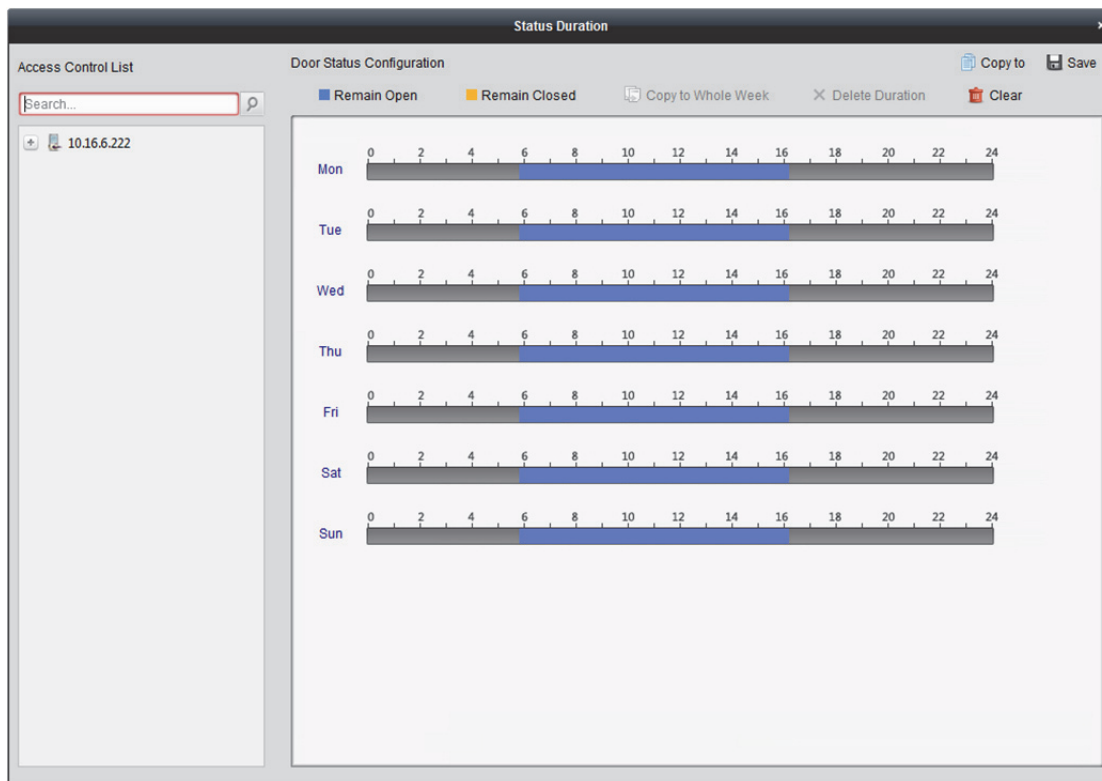 Status Duration
Access Control List
Door Status Configuration
Copy to
Save
Search...
Remain Open
Remain Closed
Copy to Whole Week
Delete Duration
Clear
10.16.6.222
0 2 4 6 8 10 12 14 16 18 20 22 24
Mon
0 2 4 6 8 10 12 14 16 18 20 22 24
Tue
0 2 4 6 8 10 12 14 16 18 20 22 24
Wed
0 2 4 6 8 10 12 14 16 18 20 22 24
Thu
0 2 4 6 8 10 12 14 16 18 20 22 24
Fri
0 2 4 6 8 10 12 14 16 18 20 22 24
Sat
0 2 4 6 8 10 12 14 16 18 20 22 24
Sun